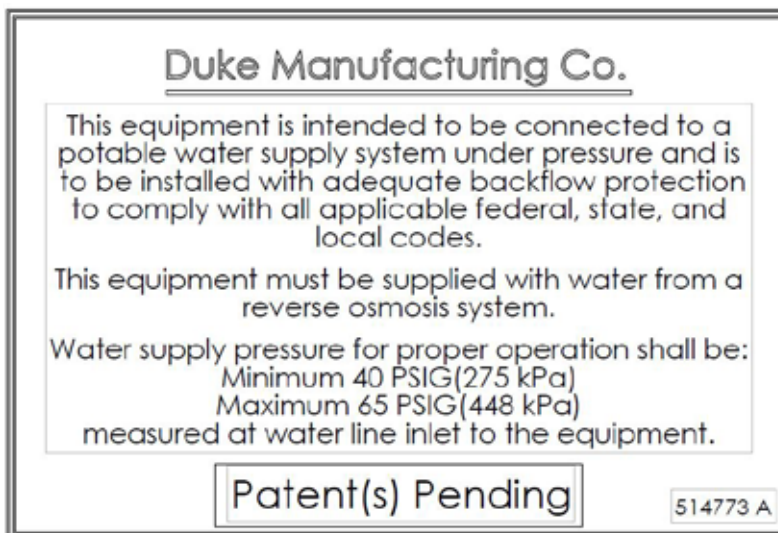 Duke Manufacturing Co.
This equipment is intended to be connected to a
potable water supply system under pressure and is
to be installed with adequate backflow protection
to comply with all applicable federal, state, and
local codes.
This equipment must be supplied with water from a
reverse osmosis system.
Water supply pressure for proper operation shall be:
Minimum 40 PSIG(275 kPa)
Maximum 65 PSIG(448 kPa)
measured at water line inlet to the equipment.
Patent(s) Pending
514773 A